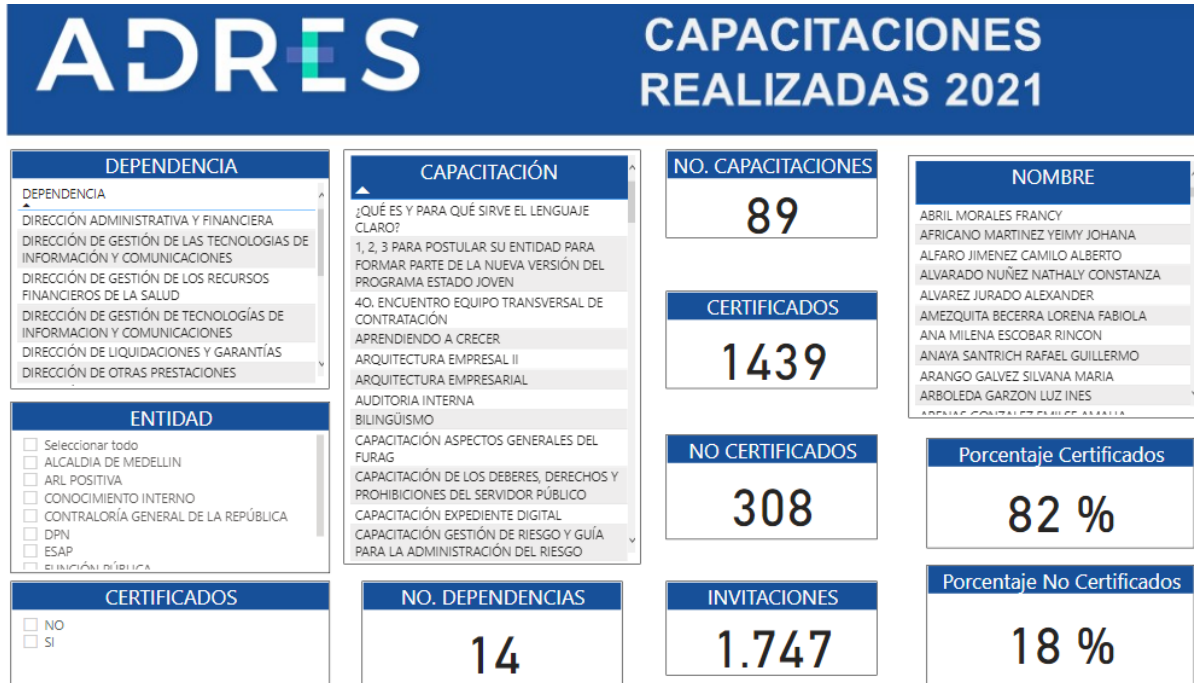 ADRES
CAPACITACIONES
REALIZADAS 2021
DEPENDENCIA
DEPENDENCIA
DIRECCIÓN ADMINISTRATIVA Y FINANCIERA
DIRECCIÓN DE GESTIÓN DE LAS TECNOLOGIAS DE
INFORMACIÓN Y COMUNICACIONES
DIRECCIÓN DE GESTIÓN DE LOS RECURSOS
FINANCIEROS DE LA SALUD
DIRECCIÓN DE GESTIÓN DE TECNOLOGÍAS DE
INFORMACION Y COMUNICACIONES
DIRECCIÓN DE LIQUIDACIONES Y GARANTÍAS
DIRECCIÓN DE OTRAS PRESTACIONES
ENTIDAD
Seleccionar todo
ALCALDIA DE MEDELLIN
ARL POSITIVA
CONOCIMIENTO INTERNO
CONTRALORÍA GENERAL DE LA REPÚBLICA
DPN
ESAP
FUNCIÓN PÚBLICA
CERTIFICADOS
NO
SI
CAPACITACIÓN
¿QUÉ ES Y PARA QUÉ SIRVE EL LENGUAJE
CLARO?
1, 2, 3 PARA POSTULAR SU ENTIDAD PARA
FORMAR PARTE DE LA NUEVA VERSIÓN DEL
PROGRAMA ESTADO JOVEN
4O. ENCUENTRO EQUIPO TRANSVERSAL DE
CONTRATACIÓN
APRENDIENDO A CRECER
ARQUITECTURA EMPRESAL II
ARQUITECTURA EMPRESARIAL
AUDITORIA INTERNA
BILINGÜISMO
CAPACITACIÓN ASPECTOS GENERALES DEL
FURAG
CAPACITACIÓN DE LOS DEBERES, DERECHOS Y
PROHIBICIONES DEL SERVIDOR PÚBLICO
CAPACITACIÓN EXPEDIENTE DIGITAL
CAPACITACIÓN GESTIÓN DE RIESGO Y GUÍA
PARA LA ADMINISTRACIÓN DEL RIESGO
NO. DEPENDENCIAS
14
NO. CAPACITACIONES
89
CERTIFICADOS
1439
NO CERTIFICADOS
308
INVITACIONES
1.747
NOMBRE
ABRIL MORALES FRANCY
AFRICANO MARTINEZ YEIMY JOHANA
ALFARO JIMENEZ CAMILO ALBERTO
ALVARADO NUÑEZ NATHALY CONSTANZA
ALVAREZ JURADO ALEXANDER
AMEZQUITA BECERRA LORENA FABIOLA
ANA MILENA ESCOBAR RINCON
ANAYA SANTRICH RAFAEL GUILLERMO
ARANGO GALVEZ SILVANA MARIA
ARBOLEDA GARZON LUZ INES
ARENAS GONZALEZ EMILSE AMALIA
Porcentaje Certificados
82 %
Porcentaje No Certificados
18 %